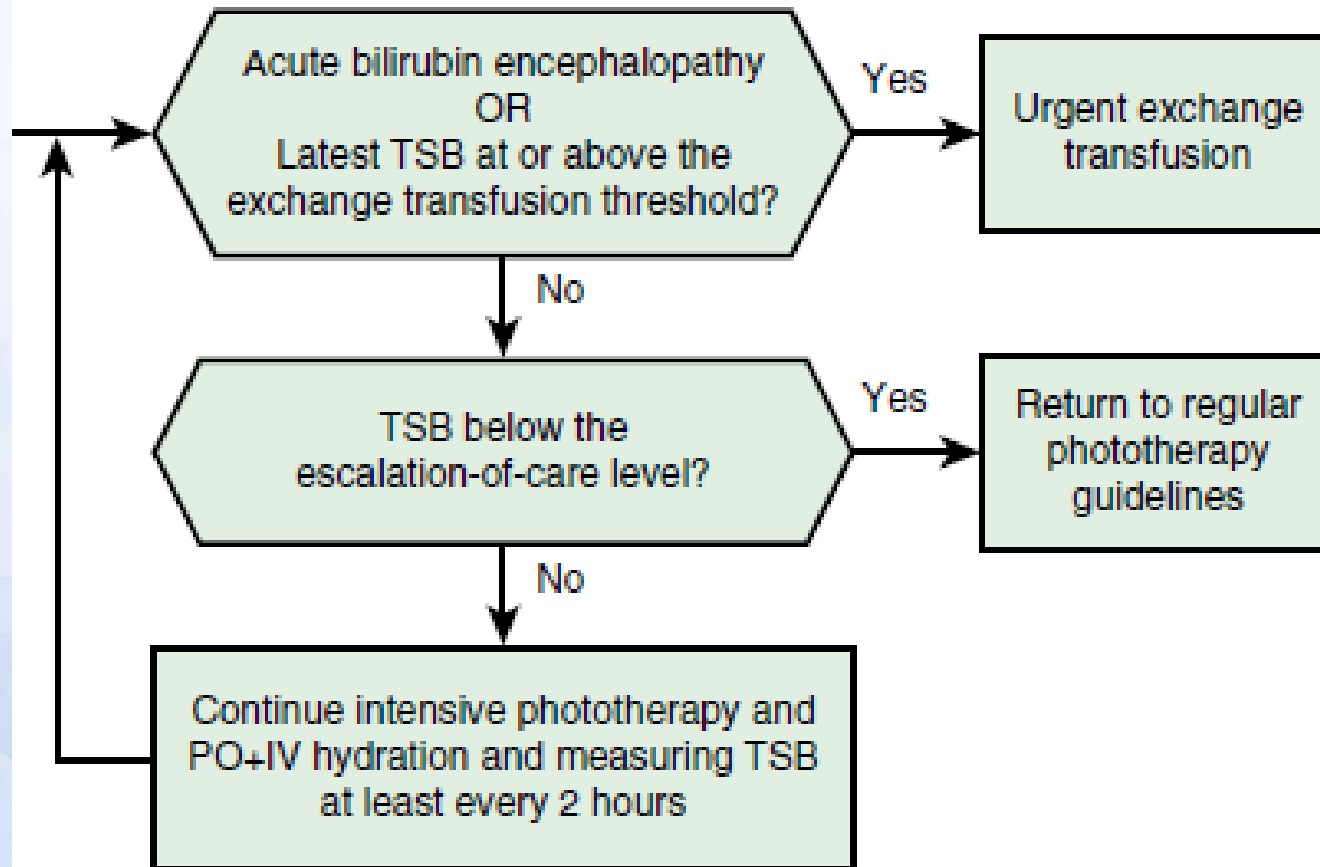 Acute bilirubin encephalopathy
OR
Latest TSB at or above the
exchange transfusion threshold?
Yes
Urgent exchange
transfusion
No
TSB below the
escalation-of-care level?
Yes
Return to regular
phototherapy
guidelines
No
Continue intensive phototherapy and
PO+IV hydration and measuring TSB
at least every 2 hours